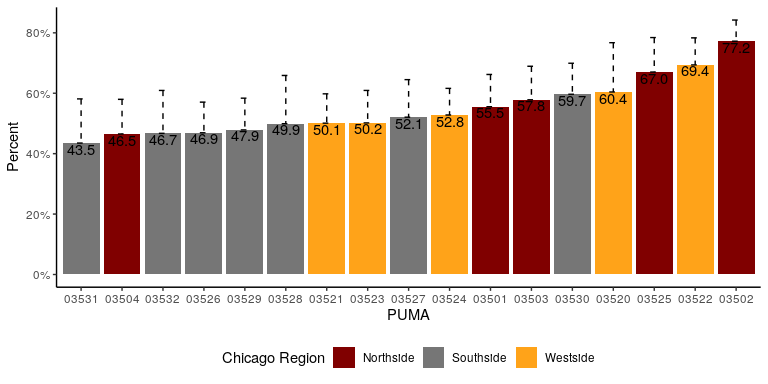 80%
60%
40%
20%
0%
Percent
43.5 46.5 46.7 46.9 47.9 49.9 50.1 50.2 52.1 52.8 55.5 57.8 59.7 60.4 67.0 69.4 77.2
03531 03504 03532 03526 03529 03528 03521 03523 03527 03524 03501 03503 03530 03520 03525 03522 03502
PUMA
Chicago Region Northside Southside Westside